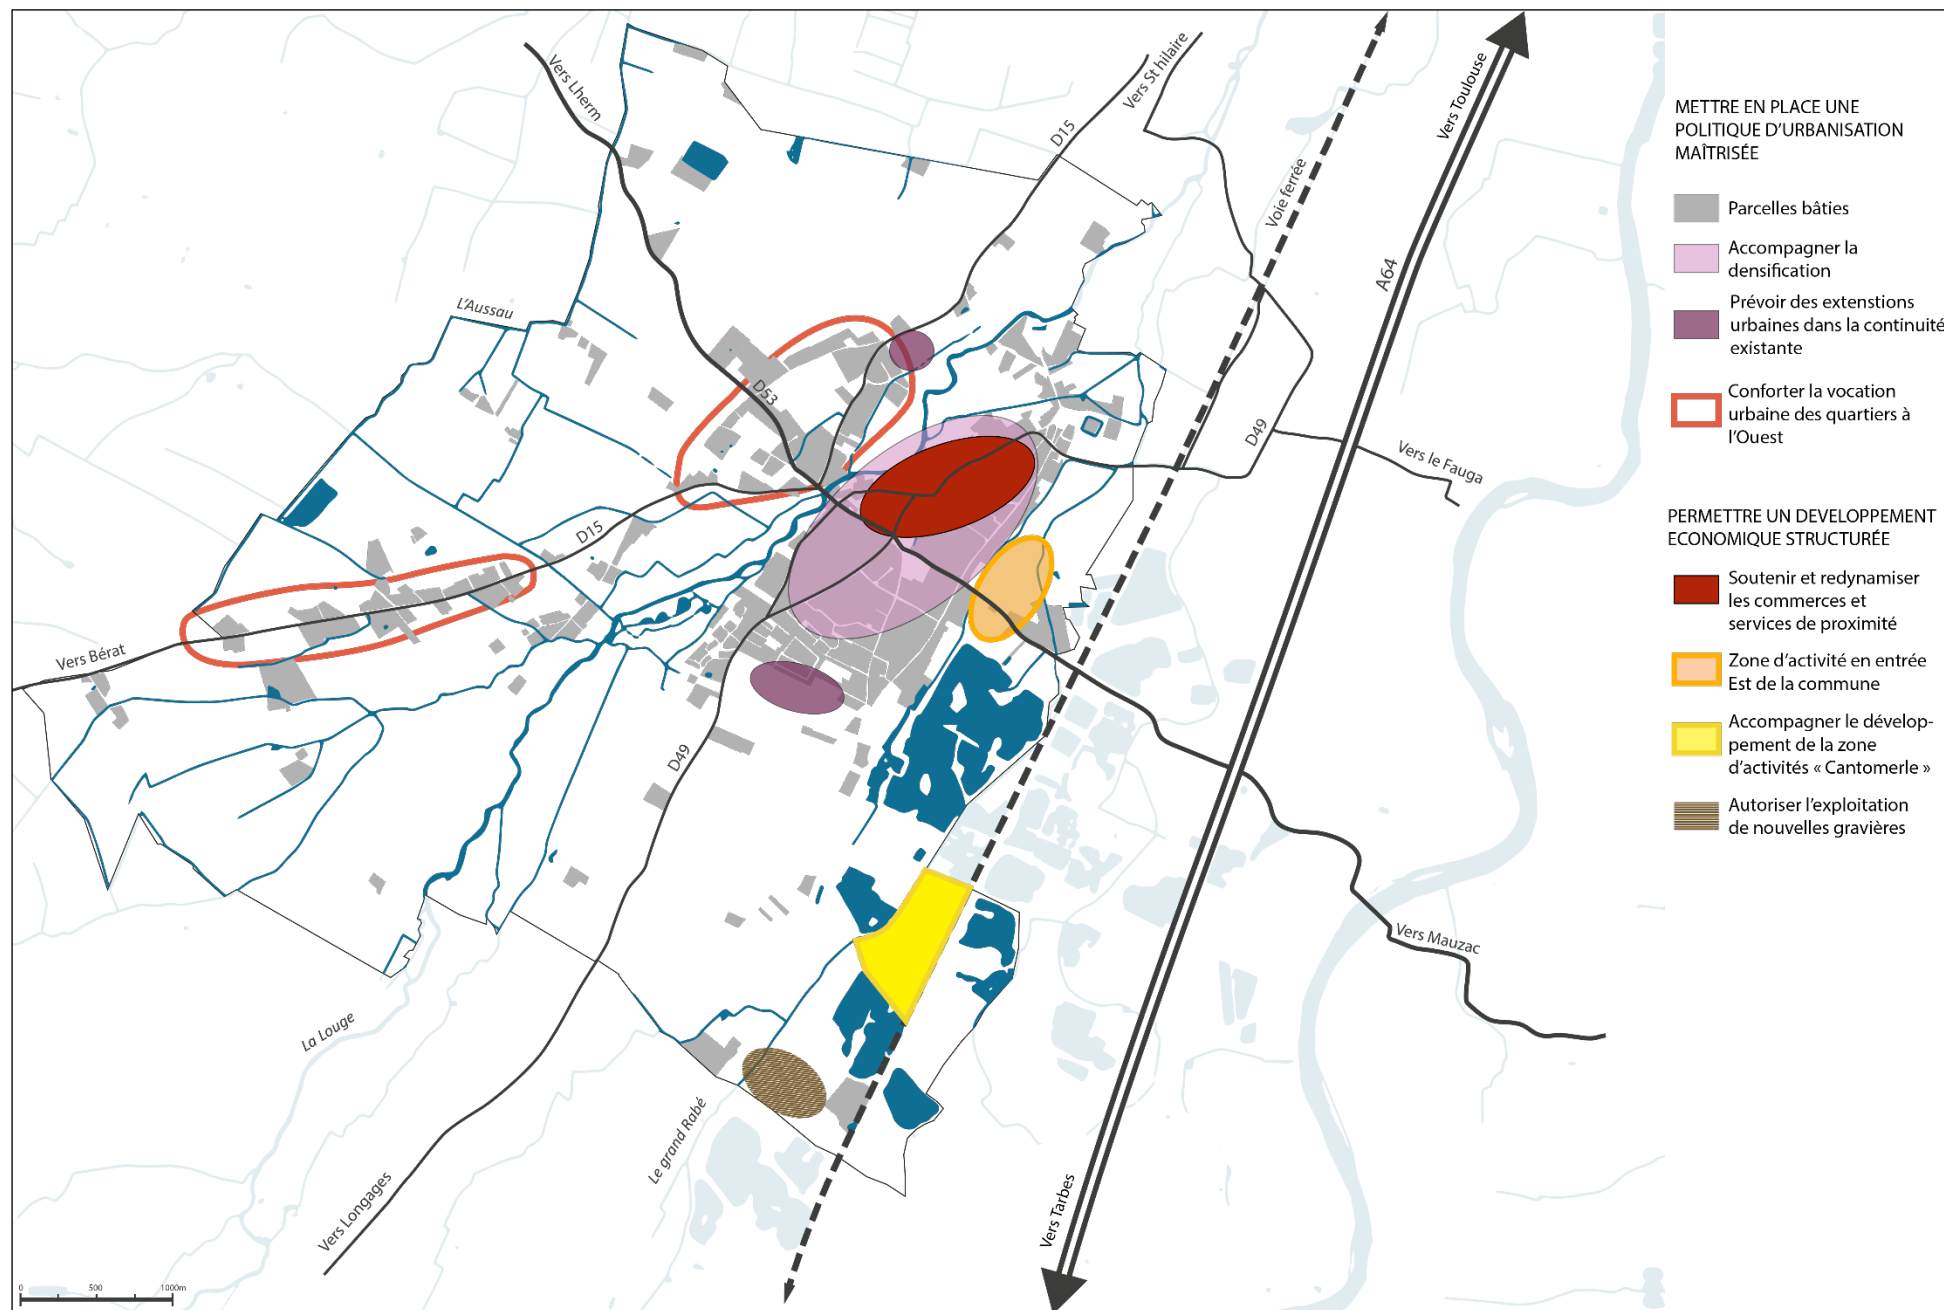 Vers Lherm
D15
Vers St hilaire
Voie ferrée
Vers Toulouse
A64
L'Aussau
D53
D49
Vers le Fauga
D15
Vers Bérat
D49
Vers Mauzac
La Louge
Le grand Rabé
Vers Longages
Vers Tarbes
0 500 1000m
METTRE EN PLACE UNE
POLITIQUE D'URBANISATION
MAÎTRISÉE
Parcelles bâties
Accompagner la
densification
Prévoir des extenstions
urbaines dans la continuité
existante
Conforter la vocation
urbaine des quartiers à
l'Ouest
PERMETTRE UN DEVELOPPEMENT
ECONOMIQUE STRUCTURÉE
Soutenir et redynamiser
les commerces et
services de proximité
Zone d'activité en entrée
Est de la commune
Accompagner le dévelop-
pement de la zone
d'activités « Cantomerle »
Autoriser l'exploitation
de nouvelles gravières